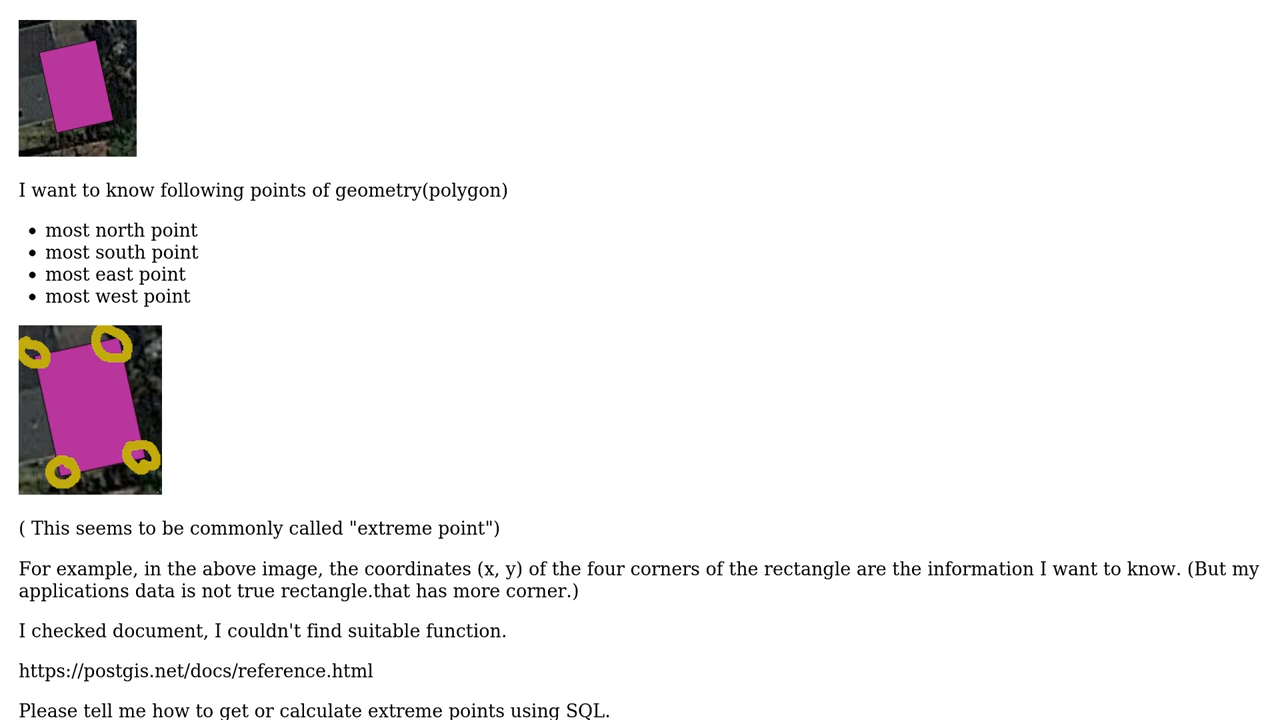 I want to know following points of geometry(polygon)
• most north point
• most south point
• most east point
• most west point
( This seems to be commonly called "extreme point")
For example, in the above image, the coordinates (x, y) of the four corners of the rectangle are the information I want to know. (But my
applications data is not true rectangle.that has more corner.)
I checked document, I couldn't find suitable function.
https://postgis.net/docs/reference.html
Please tell me how to get or calculate extreme points using SQL.